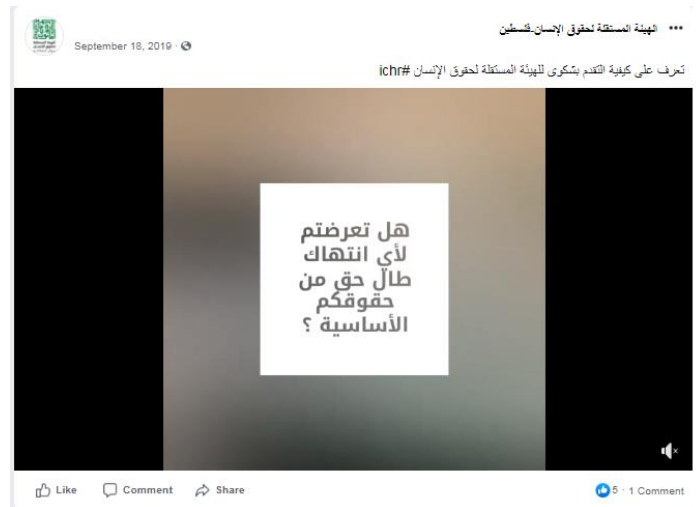 الهيئة المستقلة لحقوق الإنسان-فلسطين
September 18, 2019 ·
تعرف على كيفية التقدم بشكوى للهيئة المستقلة لحقوق الإنسان #ichr
هل تعرضتم
لأي انتهاك
طال حق من
حقوقكم
الأساسية ؟
Like Comment Share 5 · 1 Comment